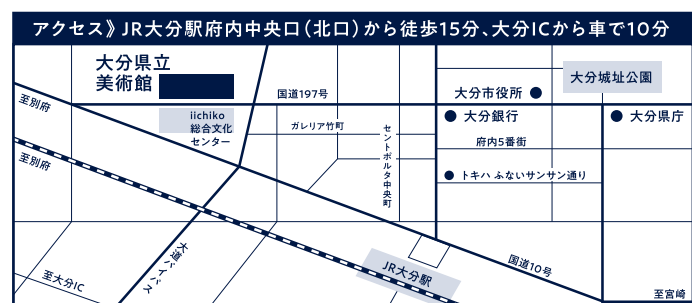 アクセス》JR大分駅府内中央口(北口)から徒歩15分、大分ICから車で10分
大分県立
美術館
国道197号
大分市役所
大分城址公園
至別府
iichiko
総合文化
センター
ガレリア竹町
セントポルタ中央町
大分銀行
大分県庁
府内5番街
至別府
トキハ ふないサンサン通り
大道バイパス
国道10号
JR大分駅
至大分IC
至宮崎